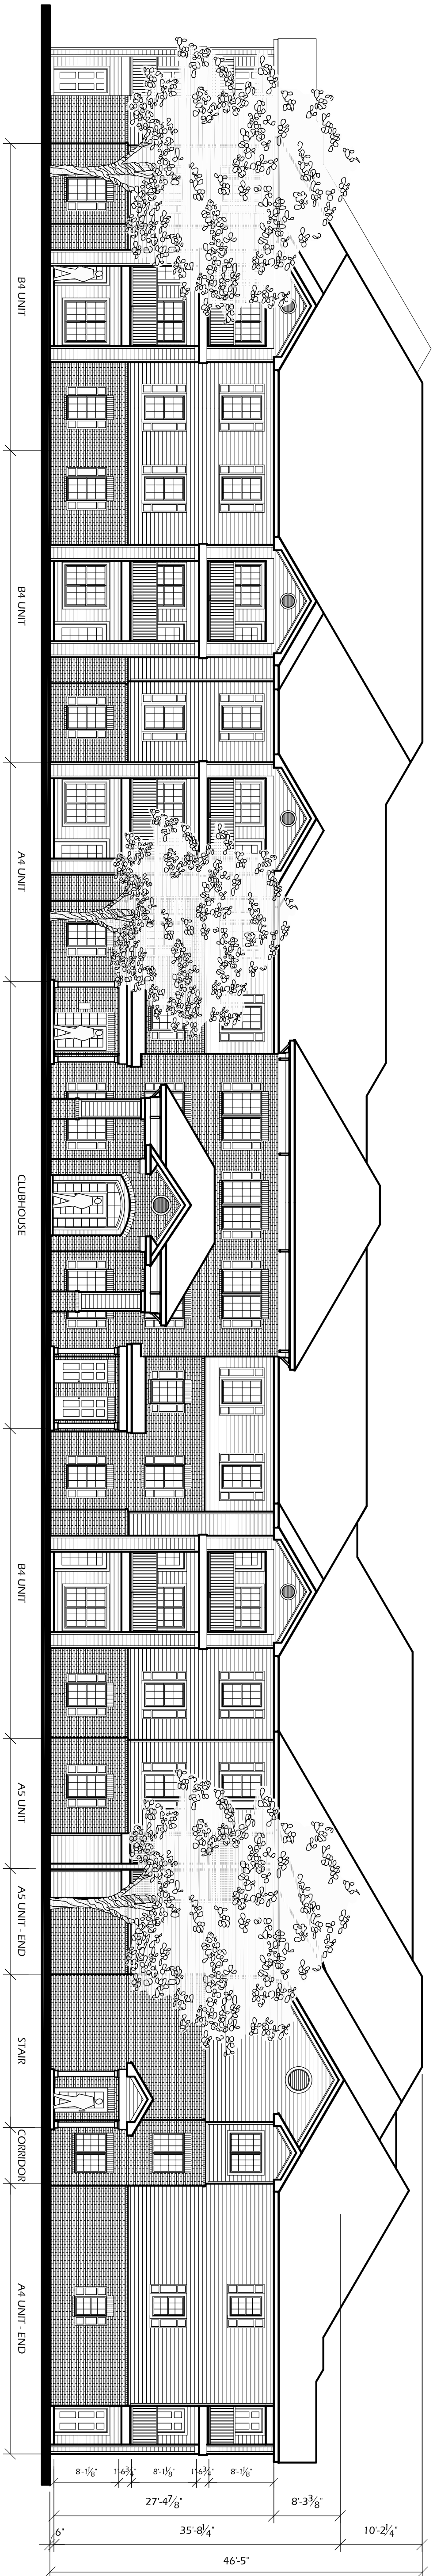 B4 UNIT
B4 UNIT
A4 UNIT
CLUBHOUSE
B4 UNIT
A5 UNIT
A5 UNIT - END
STAIR
CORRIDOR
A4 UNIT - END
8'-1⅛"
1'-6¾"
8'-1⅛"
1'-6¾"
8'-1⅛"
27'-4⅞"
8'-3⅜"
6"
35'-8¼"
10'-2¼"
46'-5"